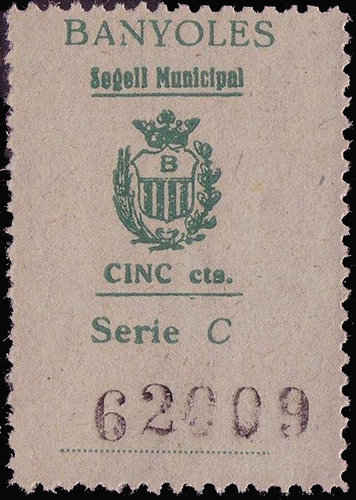 BANYOLES
Segell Municipal
B
CINC cts.
Serie C
62009